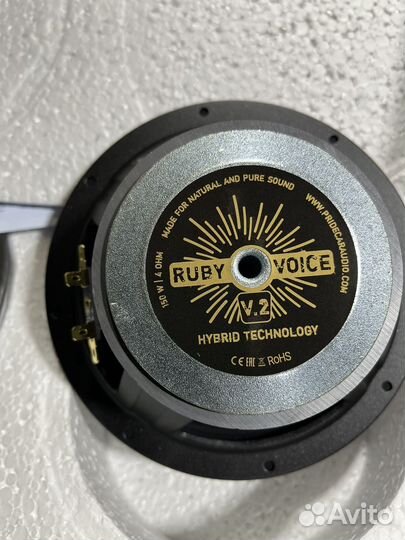 MADE FOR NATURAL AND PURE SOUND
WWW.PRIDECARAUDIO.COM
150 W | 4 OHM
RUBY VOICE
V.2
HYBRID TECHNOLOGY
CE EAC RoHS
Avito